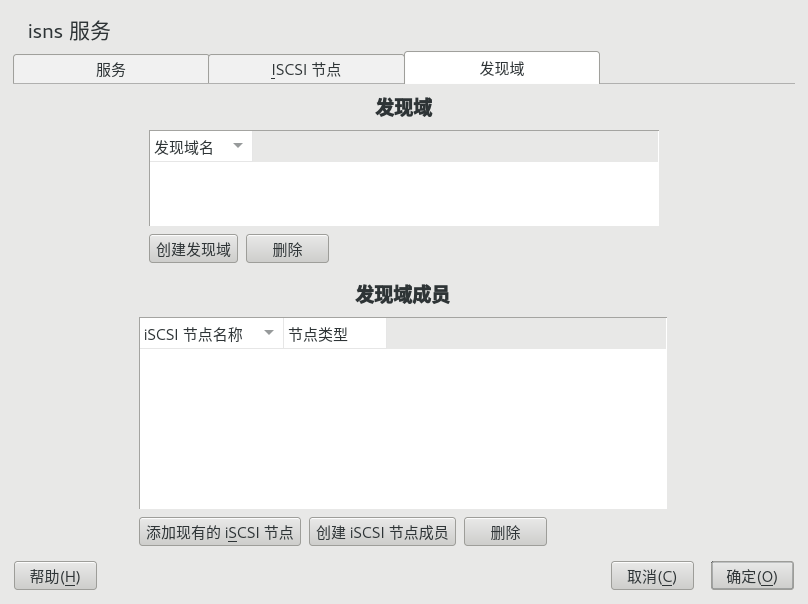 isns 服务
服务
ISCSI 节点
发现域
发现域
发现域名
创建发现域
删除
发现域成员
iSCSI 节点名称
节点类型
添加现有的 iSCSI 节点
创建 iSCSI 节点成员
删除
帮助(H)
取消(C)
确定(O)